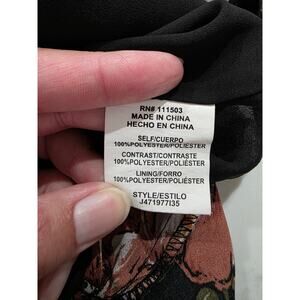 RN# 111503
MADE IN CHINA
HECHO EN CHINA
SELF/CUERPO
100%POLYESTER/POLIÉSTER
CONTRAST/CONTRASTE
100%POLYESTER/POLIÉSTER
LINING/FORRO
100%POLYESTER/POLIÉSTER
STYLE/ESTILO
J471977I35